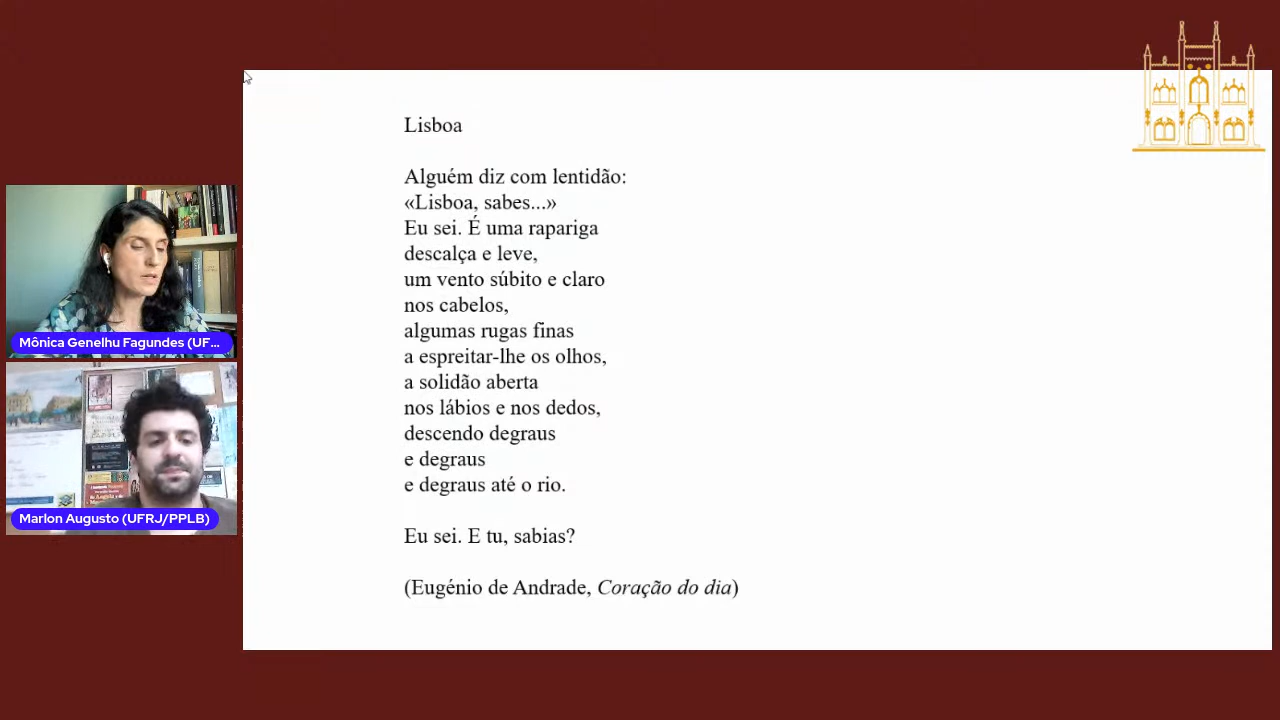 Lisboa
Alguém diz com lentidão:
«Lisboa, sabes...»
Eu sei. É uma rapariga
descalça e leve,
um vento súbito e claro
nos cabelos,
algumas rugas finas
a espreitar-lhe os olhos,
a solidão aberta
nos lábios e nos dedos,
descendo degraus
e degraus
e degraus até o rio.
Eu sei. E tu, sabias?
(Eugénio de Andrade, Coração do dia)
Mônica Genelhu Fagundes (UF...
Marlon Augusto (UFRJ/PPLB)